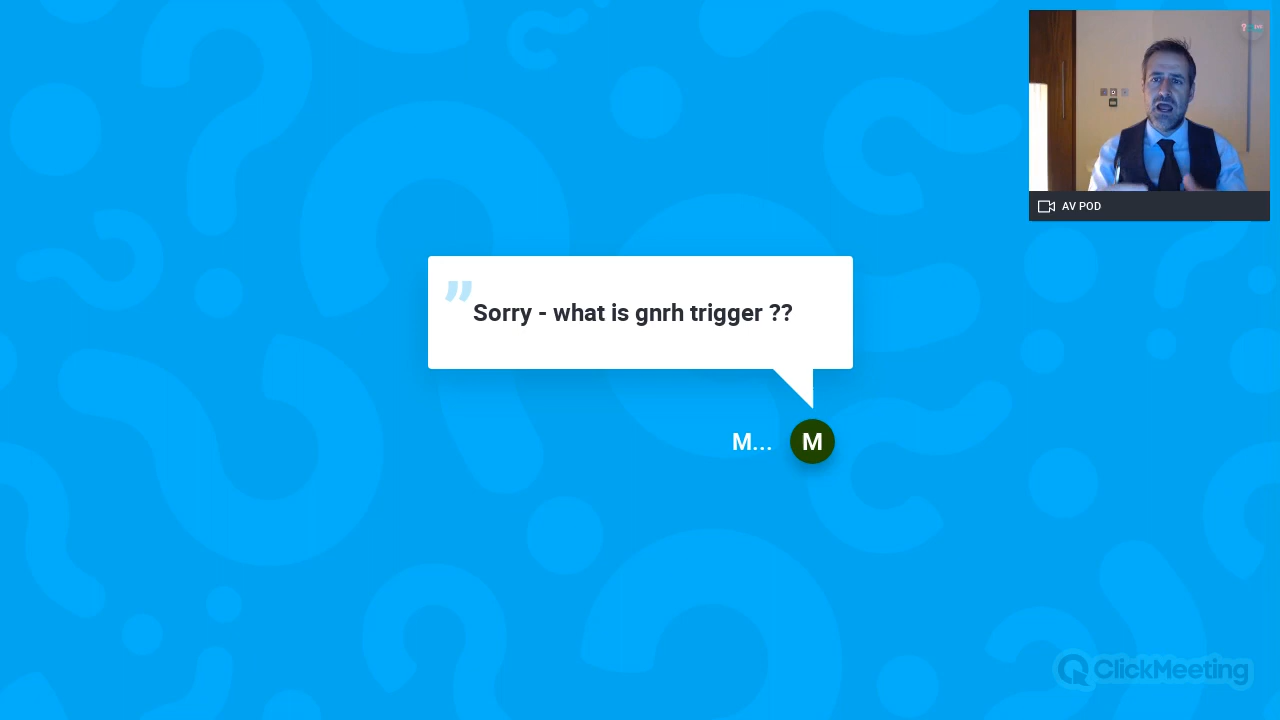 AV POD
Sorry - what is gnrh trigger ??
M...
M
ClickMeeting